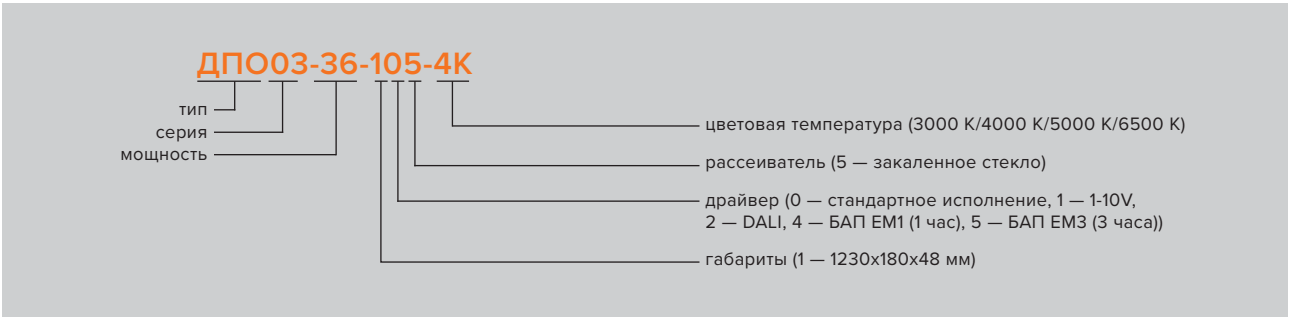 ДПО03-36-105-4К
тип
серия
мощность
цветовая температура (3000 К/4000 К/5000 К/6500 К)
рассеиватель (5 — закаленное стекло)
драйвер (0 — стандартное исполнение, 1 — 1-10V,
2 — DALI, 4 — БАП ЕМ1 (1 час), 5 — БАП ЕМ3 (3 часа))
габариты (1 — 1230х180х48 мм)